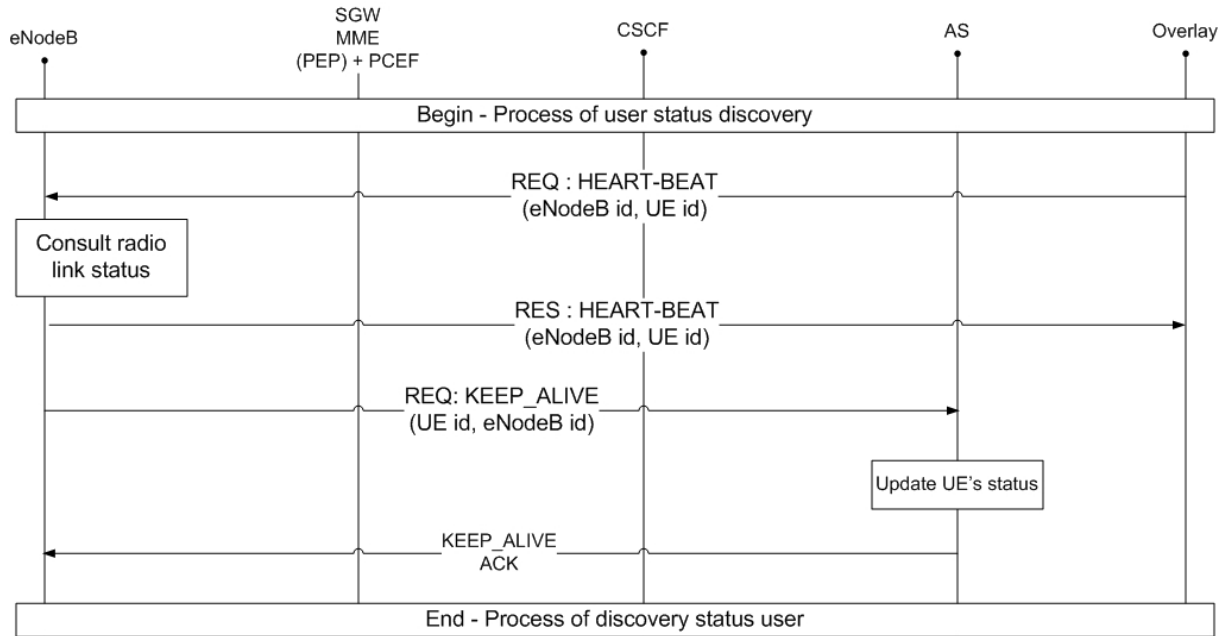 eNodeB
SGW
MME
(PEP) + PCEF
CSCF
AS
Overlay
Begin - Process of user status discovery
REQ : HEART-BEAT
(eNodeB id, UE id)
Consult radio
link status
RES : HEART-BEAT
(eNodeB id, UE id)
REQ: KEEP_ALIVE
(UE id, eNodeB id)
Update UE's status
KEEP_ALIVE
ACK
End - Process of discovery status user